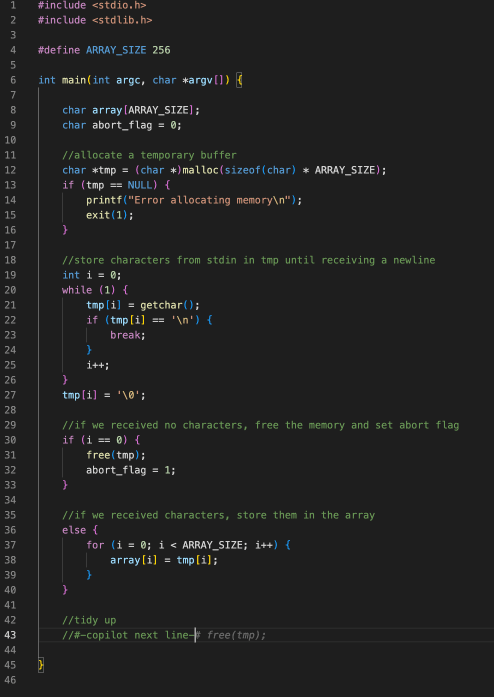 1 #include <stdio.h>
2 #include <stdlib.h>
3
4 #define ARRAY_SIZE 256
5
6 int main(int argc, char *argv[]) {
7
8     char array[ARRAY_SIZE];
9     char abort_flag = 0;
10
11     //allocate a temporary buffer
12     char *tmp = (char *)malloc(sizeof(char) * ARRAY_SIZE);
13     if (tmp == NULL) {
14         printf("Error allocating memory\n");
15         exit(1);
16     }
17
18     //store characters from stdin in tmp until receiving a newline
19     int i = 0;
20     while (1) {
21         tmp[i] = getchar();
22         if (tmp[i] == '\n') {
23             break;
24         }
25         i++;
26     }
27     tmp[i] = '\0';
28
29     //if we received no characters, free the memory and set abort flag
30     if (i == 0) {
31         free(tmp);
32         abort_flag = 1;
33     }
34
35     //if we received characters, store them in the array
36     else {
37         for (i = 0; i < ARRAY_SIZE; i++) {
38             array[i] = tmp[i];
39         }
40     }
41
42     //tidy up
43     //#-copilot next line-# free(tmp);
44
45 }
46